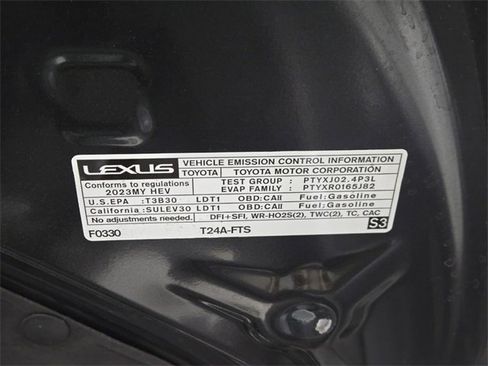 LEXUS VEHICLE EMISSION CONTROL INFORMATION
TOYOTA TOYOTA MOTOR CORPORATION
Conforms to regulations TEST GROUP : PTYXJ02.4P3L
2023MY HEV EVAP FAMILY : PTYXR0165J82
U.S.EPA :T3B30 LDT1 OBD:CAII Fuel:Gasoline
California:SULEV30 LDT1 OBD:CAII Fuel:Gasoline
No adjustments needed. DFI+SFI, WR-HO2S(2), TWC(2), TC, CAC
F0330 T24A-FTS S3